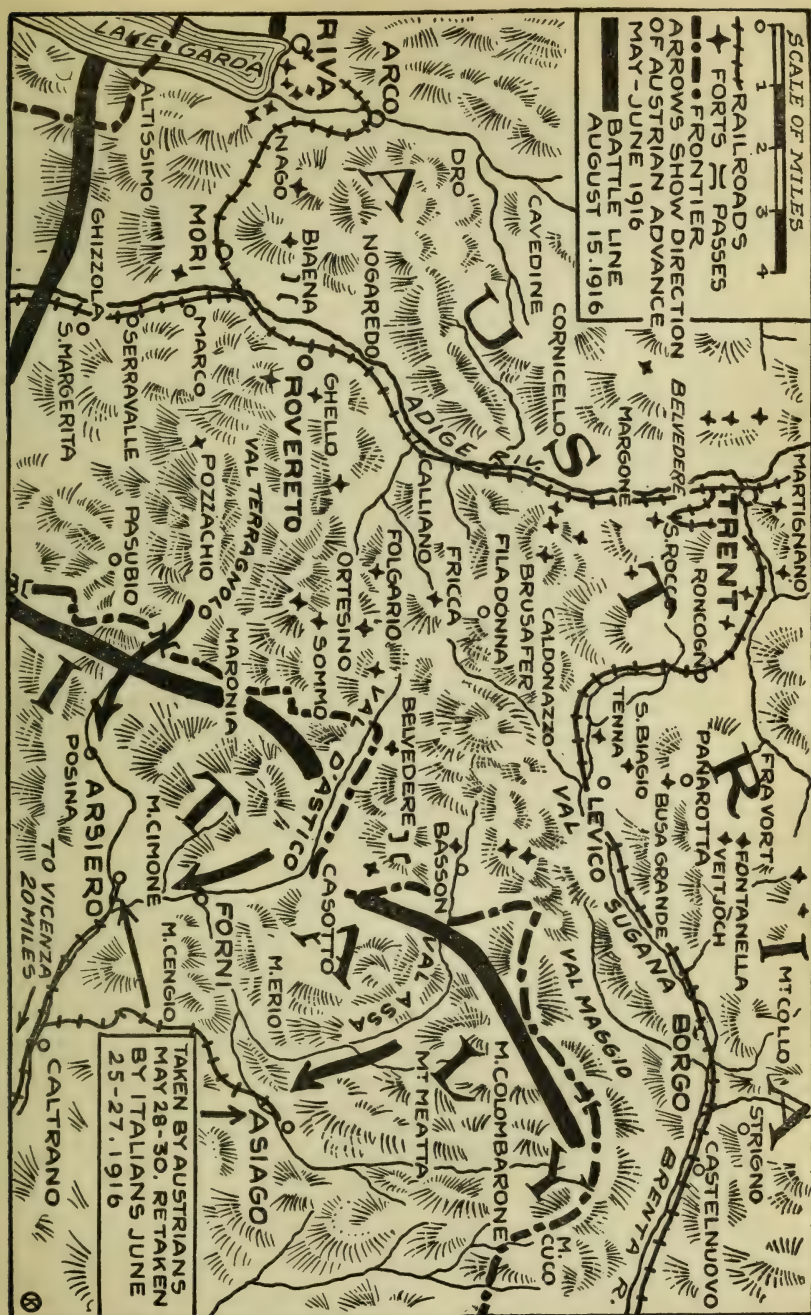 SCALE OF MILES
0 1 2 3 4
RAILROADS
FORTS PASSES
FRONTIER
ARROWS SHOW DIRECTION
OF AUSTRIAN ADVANCE
MAY-JUNE 1916
BATTLE LINE
AUGUST 15.1916
AUSTRIA
ITALY
MARTIGNANO
TRENT
RONCOGNO
FRAVORT
FONTANELLA
VEITJÖCH
MT COLLO
STRIGNO
PANAROTTA
BUSA GRANDE
S. BIAGIO
TENNA
S. ROCCO
BELVEDERE
MARGONE
CORNICELLO
CAVEDINE
DRO
ARCO
RIVA
LAKE GARDA
ALTISSIMO
NAGO
MORI
BIAENA
NOGAREDO
ADIGE RIV.
LEVICO
VAL SUGANA
BORGO
CASTELNUOVO
BRENTA R.
CALDONAZZO
BRUSAFER
FILADONNA
FRICCA
CALLIANO
FOLGARIO
ORTESINO
SOMMO
GHELLO
ROVERETO
MARCO
P. SERRAVALLE
GHIZZOLA
S. MARGERITA
VAL TERRAGNOL
POZZACHIO
PASUBIO
MARONIA
VAL D'ASTICO
BELVEDERE
BASSON
VAL ASSA
CASOTTO
VAL MAGGIO
M. COLOMBARONE
M. CUCO
MT MEATTA
M. ERIO
FORNI
M. CENGIO
M. CIMONE
ARSIERO
POSINA
TO VICENZA
20 MILES
CALTRANO
ASIAGO
TAKEN BY AUSTRIANS
MAY 28-30. RETAKEN
BY ITALIANS JUNE
25-27, 1916